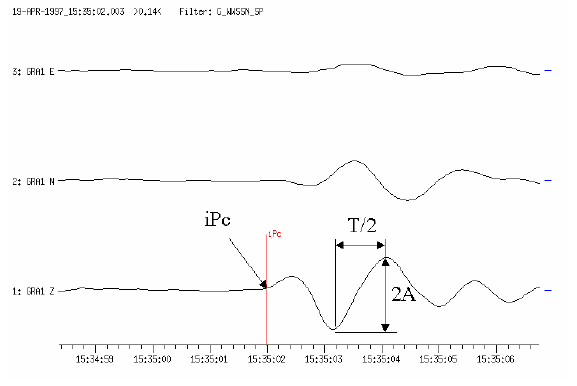 19-APR-1997_15:35:02.003 >0.14K Filter: G_WWSSN_SP
3: GRA1 E
2: GRA1 N
iPc
iPc
T/2
1: GRA1 Z
2A
15:34:59 15:35:00 15:35:01 15:35:02 15:35:03 15:35:04 15:35:05 15:35:06